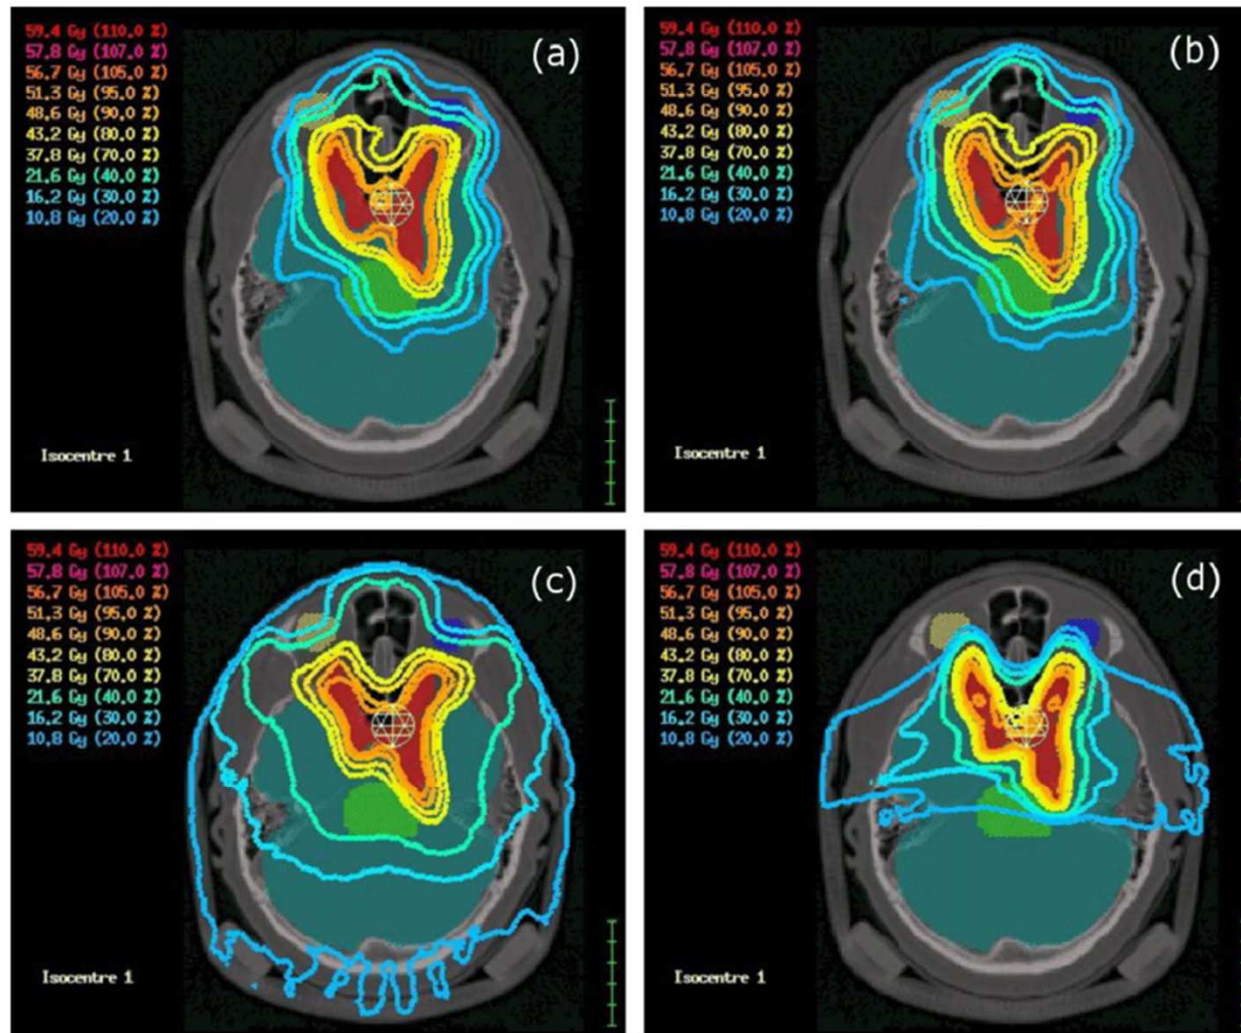 59.4 Gy (110.0 %)
57.8 Gy (107.0 %)
56.7 Gy (105.0 %)
51.3 Gy (95.0 %)
48.6 Gy (90.0 %)
43.2 Gy (80.0 %)
37.8 Gy (70.0 %)
21.6 Gy (40.0 %)
16.2 Gy (30.0 %)
10.8 Gy (20.0 %)
(a)
Isocentre 1
59.4 Gy (110.0 %)
57.8 Gy (107.0 %)
56.7 Gy (105.0 %)
51.3 Gy (95.0 %)
48.6 Gy (90.0 %)
43.2 Gy (80.0 %)
37.8 Gy (70.0 %)
21.6 Gy (40.0 %)
16.2 Gy (30.0 %)
10.8 Gy (20.0 %)
(b)
Isocentre 1
59.4 Gy (110.0 %)
57.8 Gy (107.0 %)
56.7 Gy (105.0 %)
51.3 Gy (95.0 %)
48.6 Gy (90.0 %)
43.2 Gy (80.0 %)
37.8 Gy (70.0 %)
21.6 Gy (40.0 %)
16.2 Gy (30.0 %)
10.8 Gy (20.0 %)
(c)
Isocentre 1
59.4 Gy (110.0 %)
57.8 Gy (107.0 %)
56.7 Gy (105.0 %)
51.3 Gy (95.0 %)
48.6 Gy (90.0 %)
43.2 Gy (80.0 %)
37.8 Gy (70.0 %)
21.6 Gy (40.0 %)
16.2 Gy (30.0 %)
10.8 Gy (20.0 %)
(d)
Isocentre 1